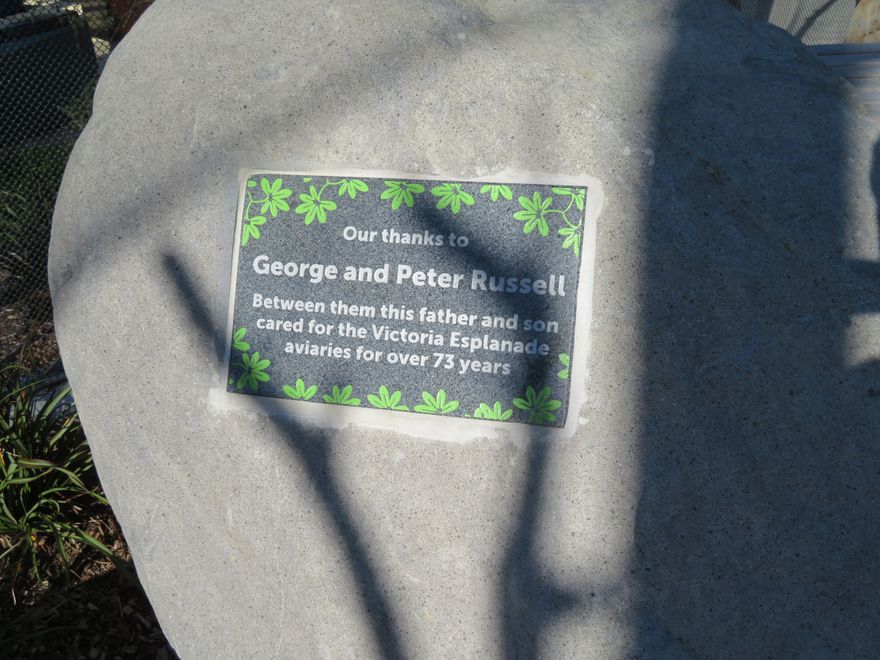 Our thanks to
George and Peter Russell
Between them this father and son
cared for the Victoria Esplanade
aviaries for over 73 years